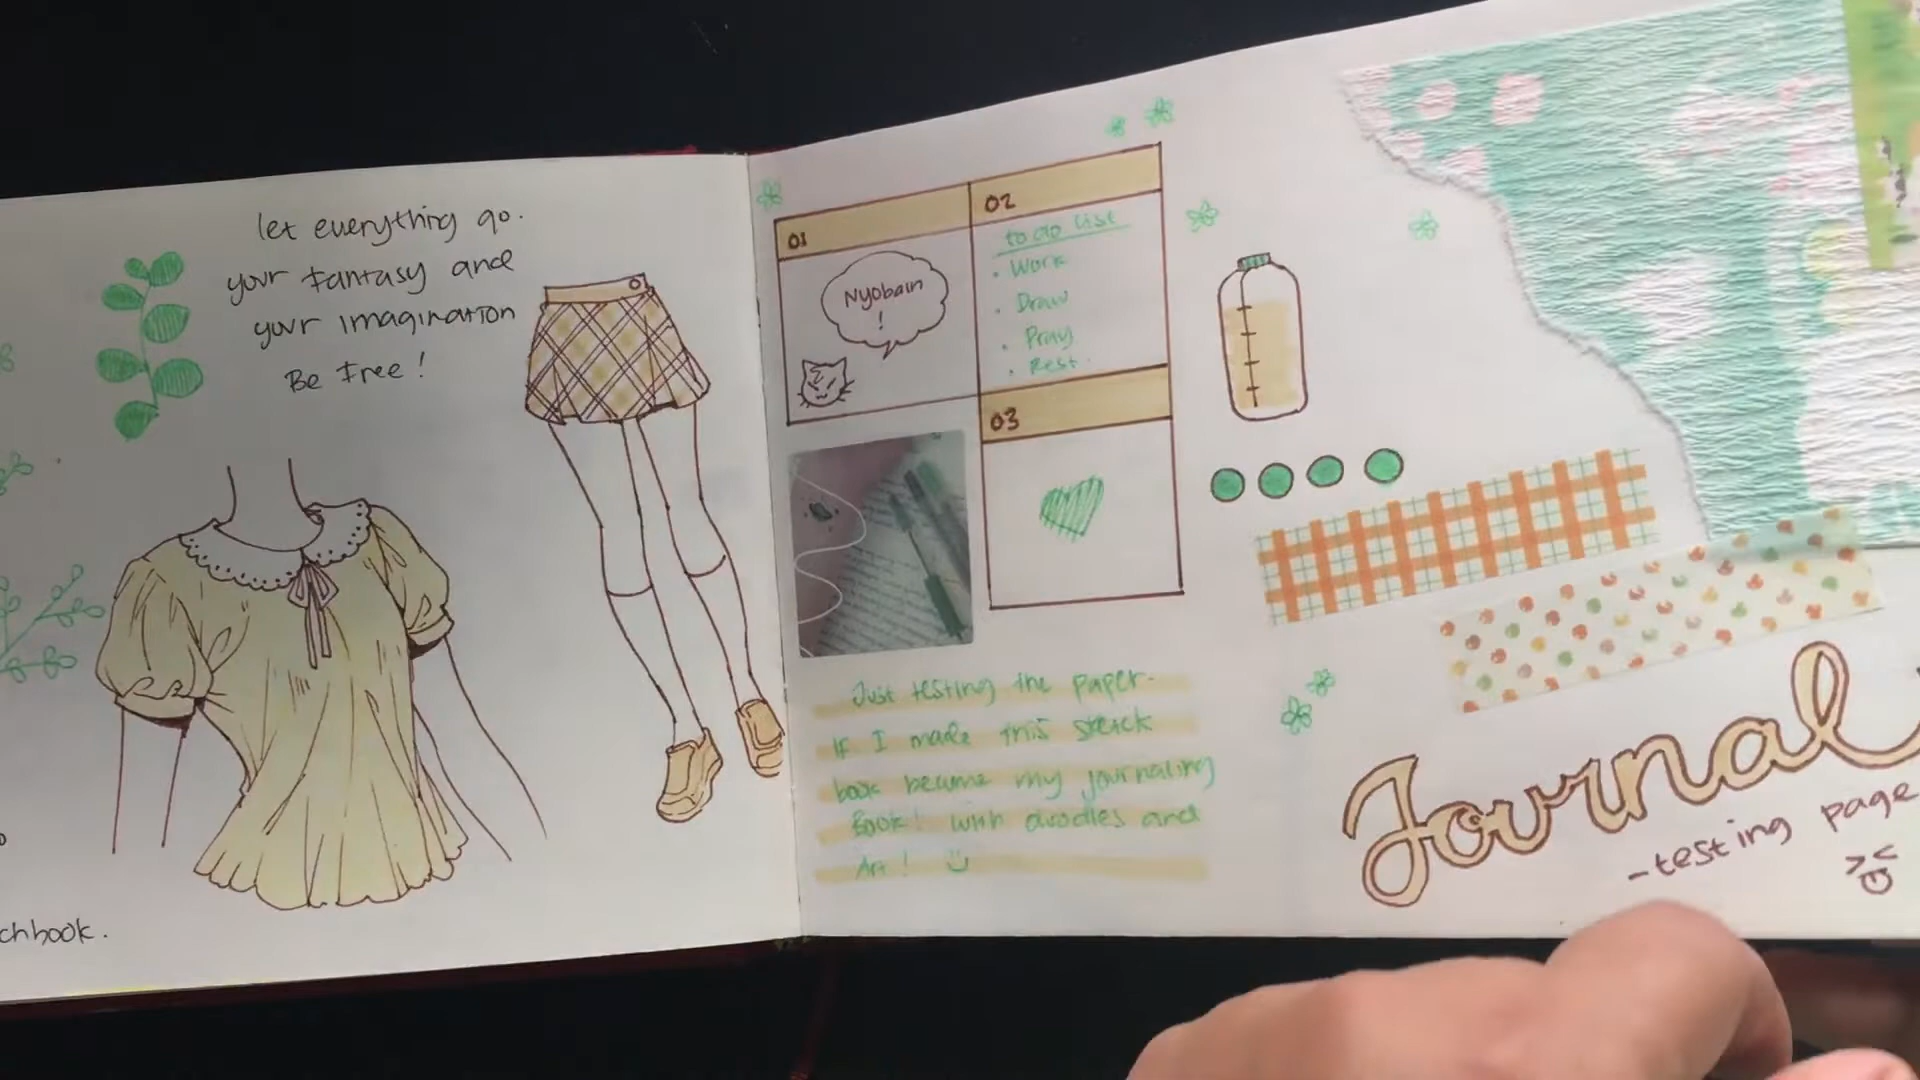 let everything go.
your fantasy and
your imagination
Be free!
chbook.
01
Nyobain
!
02
to do list
• Work
• Draw
• Pray
• Rest.
03
Just testing the paper.
If I made this sketck
book became my journaling
Book! with doodles and
Art!
Journal
-testing page